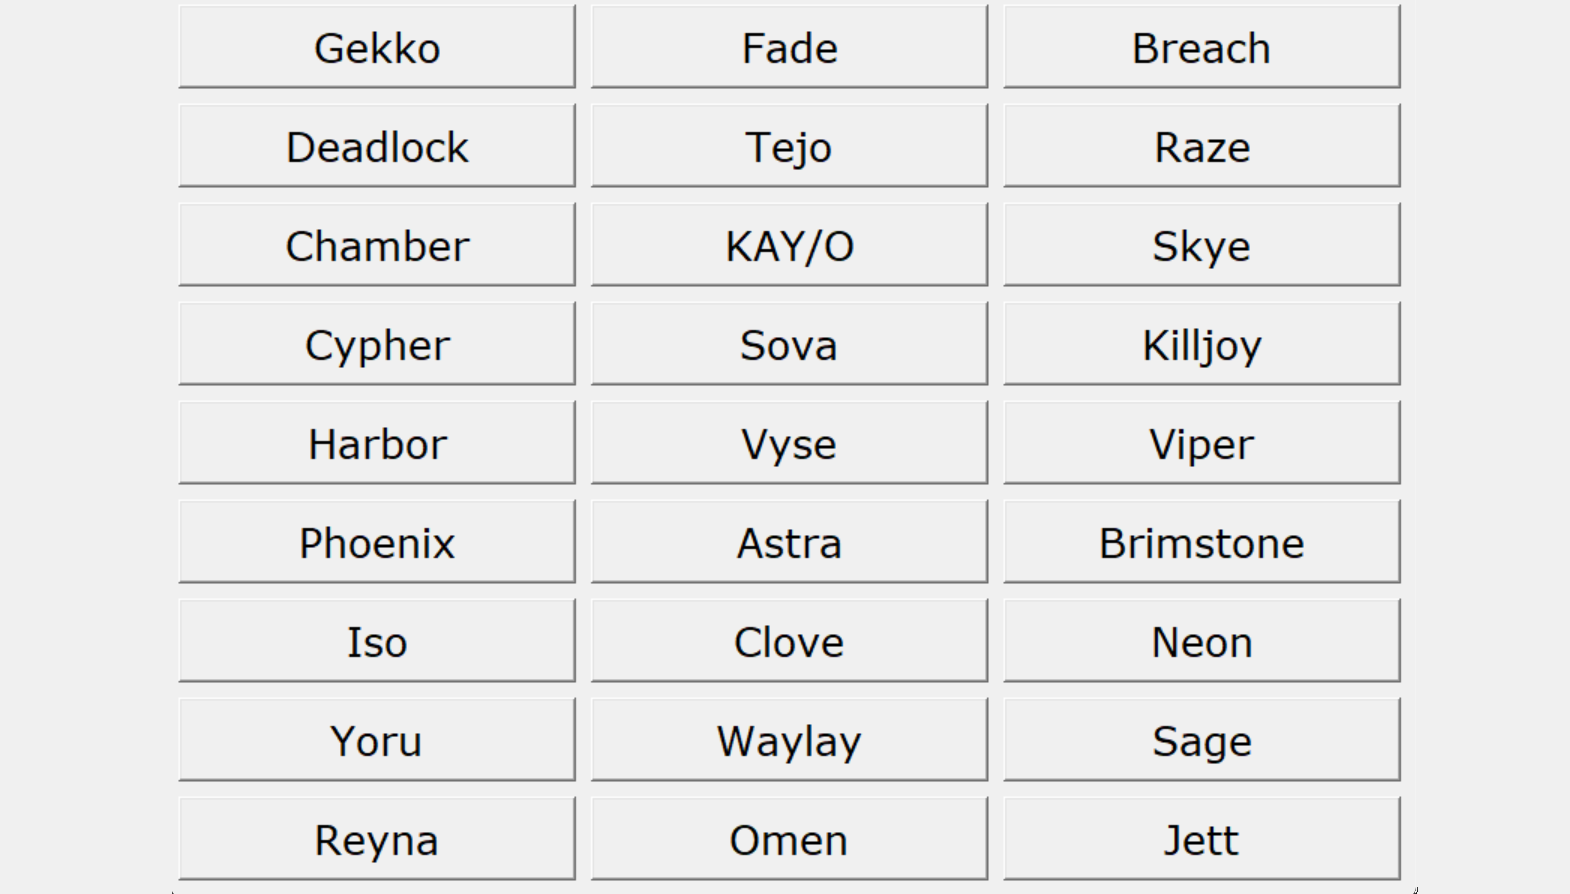 Gekko
Fade
Breach
Deadlock
Tejo
Raze
Chamber
KAY/O
Skye
Cypher
Sova
Killjoy
Harbor
Vyse
Viper
Phoenix
Astra
Brimstone
Iso
Clove
Neon
Yoru
Waylay
Sage
Reyna
Omen
Jett